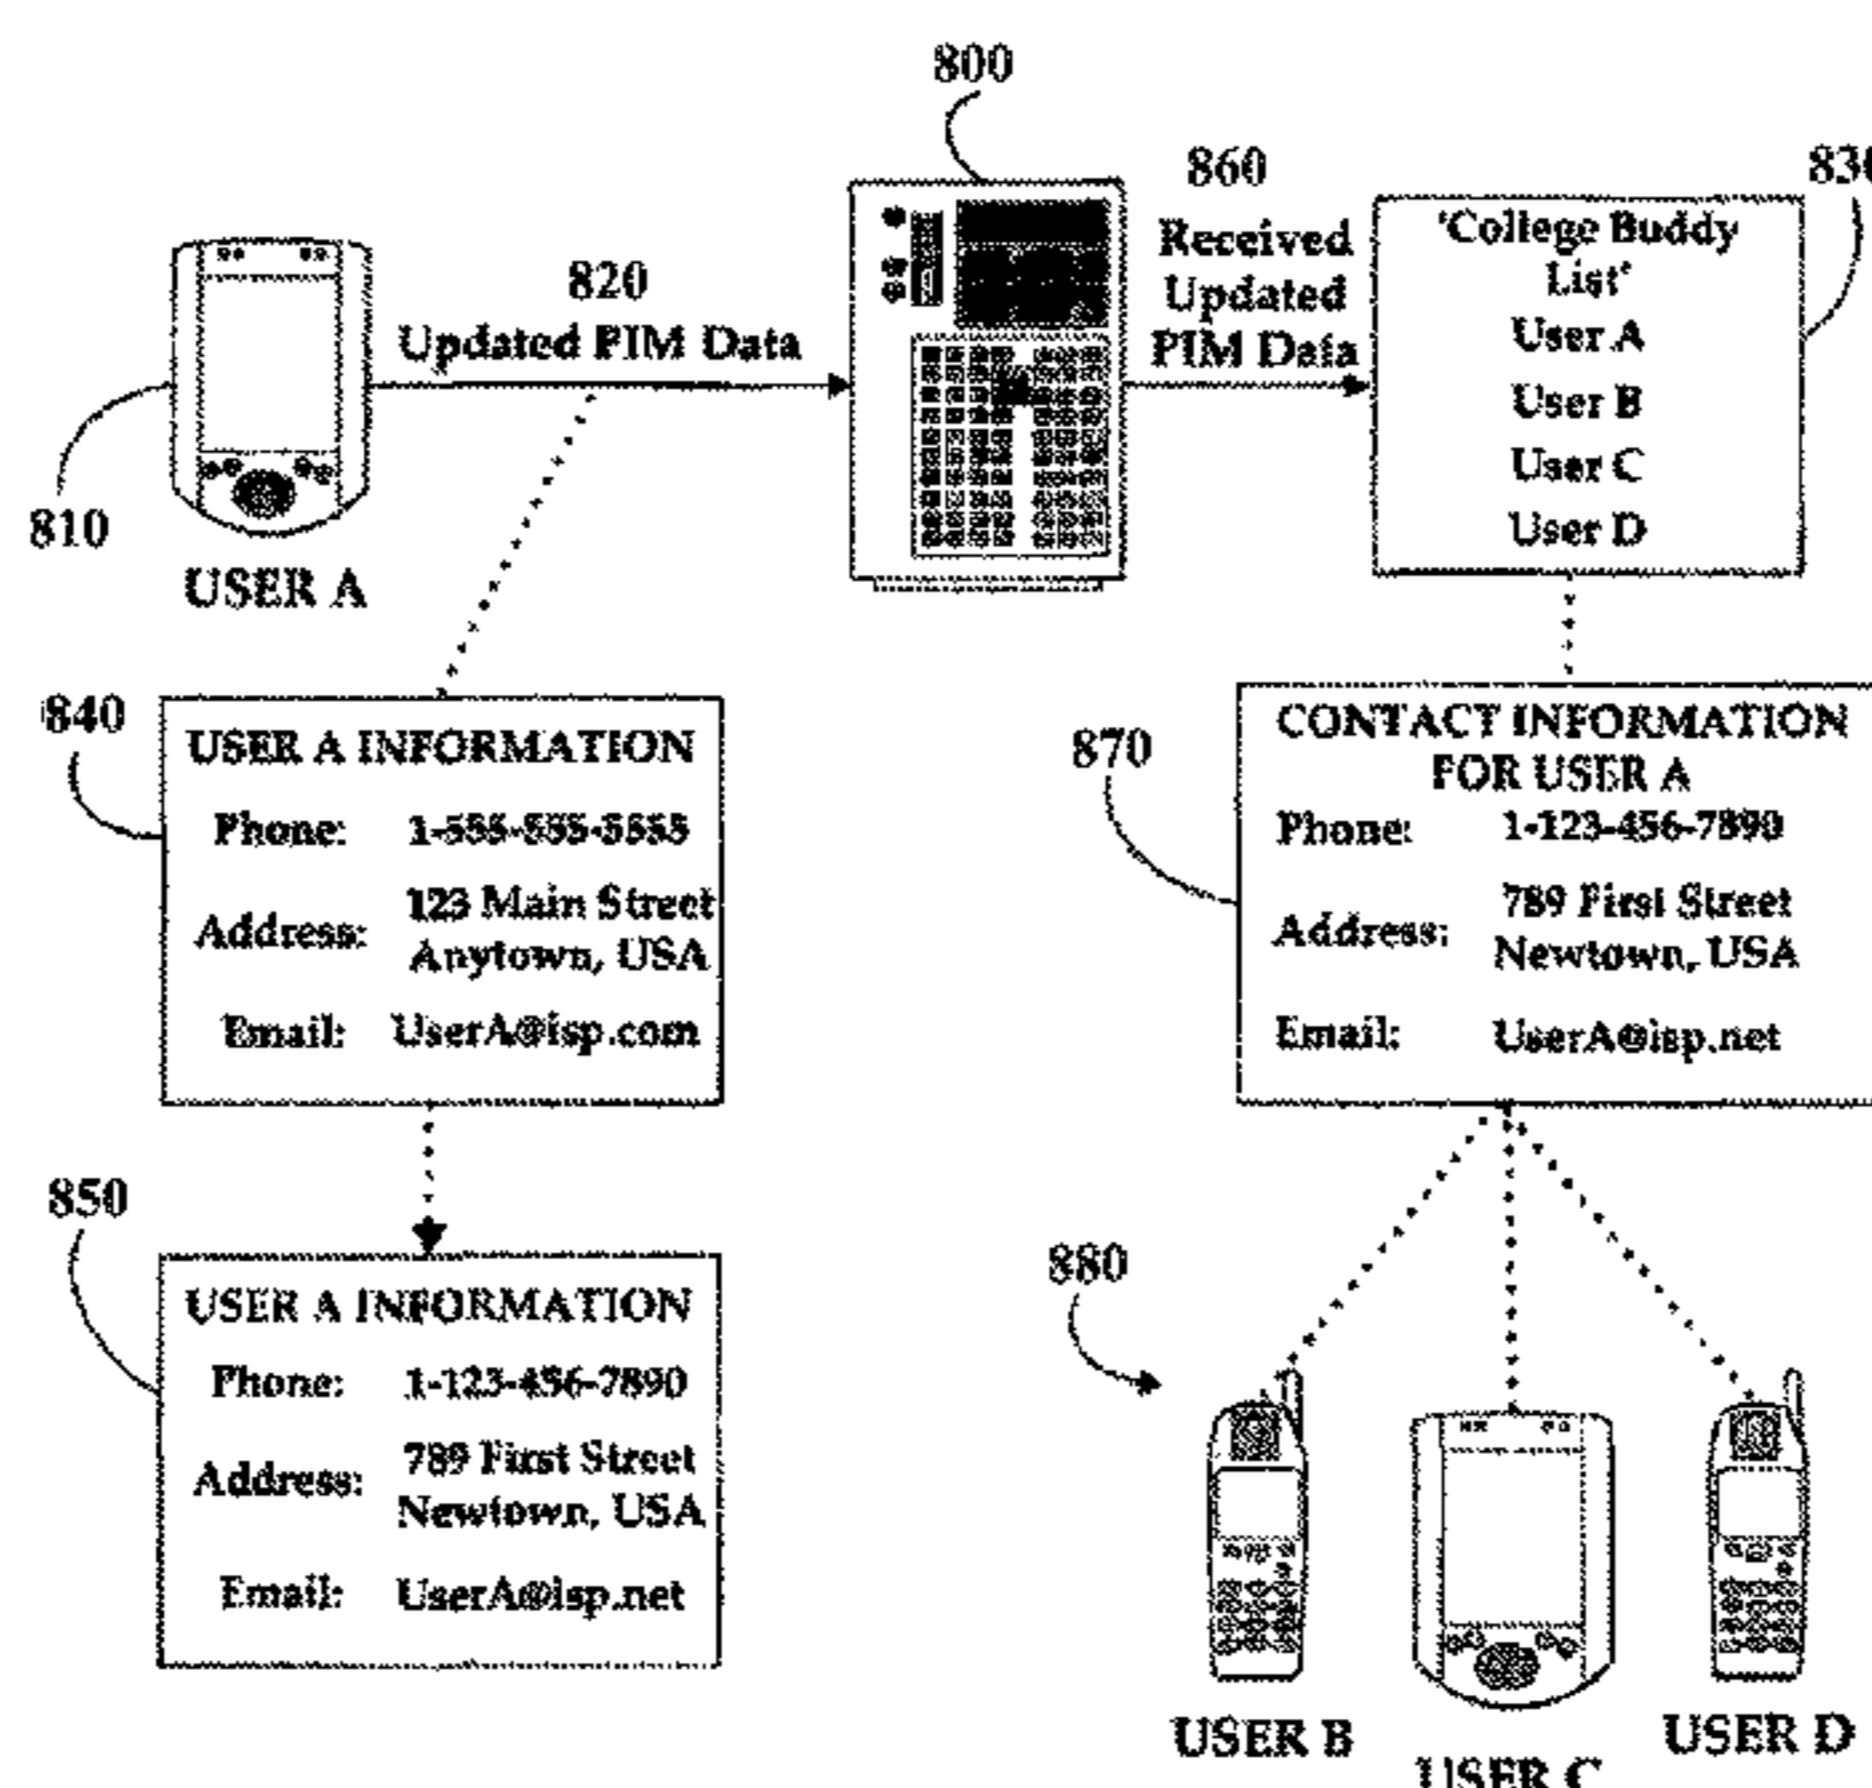 800
860
830
'College Buddy
List'
User A
User B
User C
User D
Received
Updated
PIM Data
820
Updated PIM Data
810
USER A
840
USER A INFORMATION
Phone: 1-555-555-5555
Address: 123 Main Street
Anytown, USA
Email: UserA@isp.com
870
CONTACT INFORMATION
FOR USER A
Phone: 1-123-456-7890
Address: 789 First Street
Newtown, USA
Email: UserA@isp.net
850
USER A INFORMATION
Phone: 1-123-456-7890
Address: 789 First Street
Newtown, USA
Email: UserA@isp.net
880
USER B
USER C
USER D